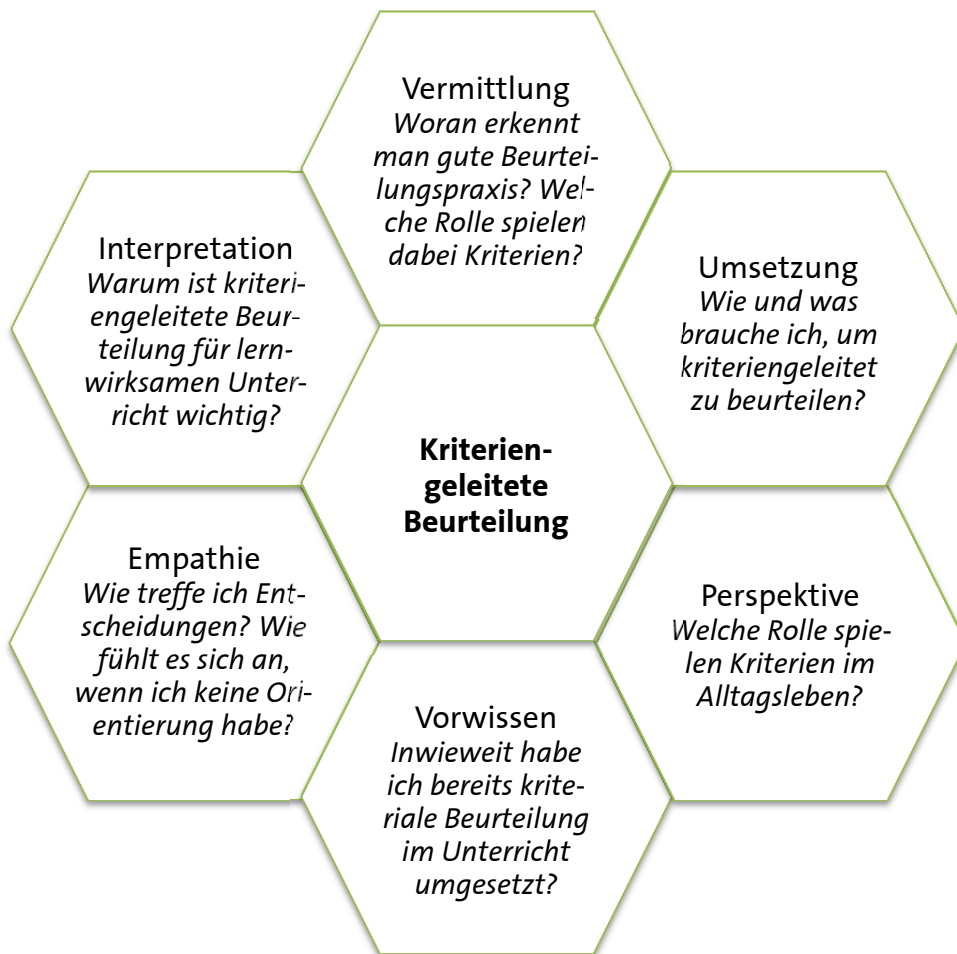 Vermittlung
Woran erkennt
man gute Beurtei-
lungspraxis? Wel-
che Rolle spielen
dabei Kriterien?
Interpretation
Warum ist kriteri-
engeleitete Beur-
teilung für lern-
wirksamen Unter-
richt wichtig?
Umsetzung
Wie und was
brauche ich, um
kriteriengeleitet
zu beurteilen?
Kriterien-
geleitete
Beurteilung
Empathie
Wie treffe ich Ent-
scheidungen? Wie
fühlt es sich an,
wenn ich keine Ori-
entierung habe?
Perspektive
Welche Rolle spie-
len Kriterien im
Alltagsleben?
Vorwissen
Inwieweit habe
ich bereits krite-
riale Beurteilung
im Unterricht
umgesetzt?